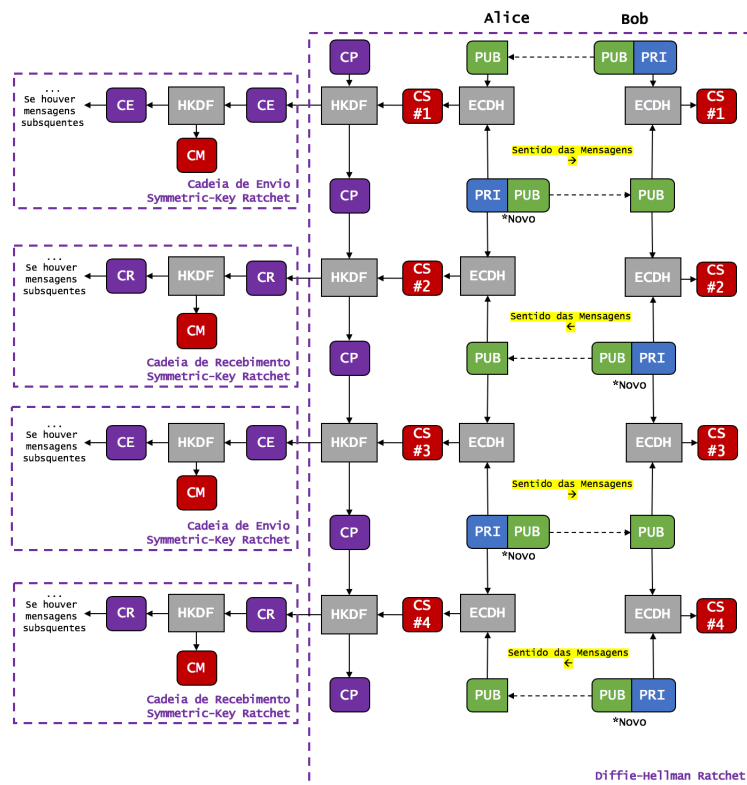 Alice Bob
CP PUB PUB PRI
...
Se houver
mensagens
subsquentes
CE HKDF CE HKDF CS
#1 ECDH ECDH CS
#1
CM
Sentido das Mensagens
→
Cadeia de Envio
Symmetric-Key Ratchet
CP PRI PUB PUB
*Novo
...
Se houver
mensagens
subsquentes
CR HKDF CR HKDF CS
#2 ECDH ECDH CS
#2
CM
Sentido das Mensagens
←
Cadeia de Recebimento
Symmetric-Key Ratchet
CP PUB PUB PRI
*Novo
...
Se houver
mensagens
subsquentes
CE HKDF CE HKDF CS
#3 ECDH ECDH CS
#3
CM
Sentido das Mensagens
→
Cadeia de Envio
Symmetric-Key Ratchet
CP PRI PUB PUB
*Novo
...
Se houver
mensagens
subsquentes
CR HKDF CR HKDF CS
#4 ECDH ECDH CS
#4
CM
Sentido das Mensagens
←
Cadeia de Recebimento
Symmetric-Key Ratchet
CP PUB PUB PRI
*Novo
Diffie-Hellman Ratchet